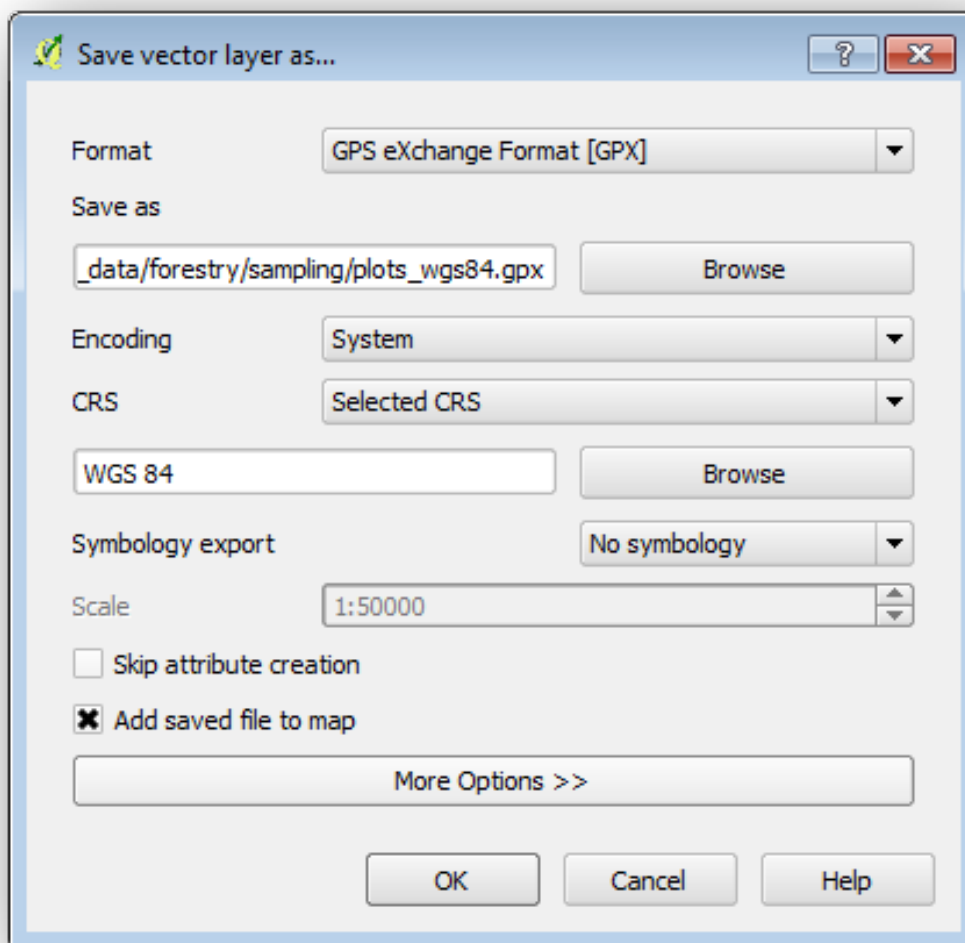 Save vector layer as...
Format GPS eXchange Format [GPX]
Save as
_data/forestry/sampling/plots_wgs84.gpx Browse
Encoding System
CRS Selected CRS
WGS 84 Browse
Symbology export No symbology
Scale 1:50000
Skip attribute creation
Add saved file to map
More Options >>
OK Cancel Help